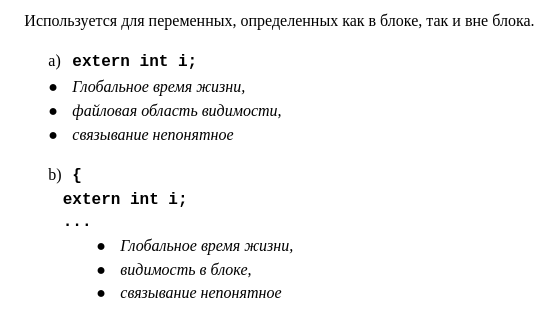 Используется для переменных, определенных как в блоке, так и вне блока.
a) extern int i;
● Глобальное время жизни,
● файловая область видимости,
● связывание непонятное
b) {
extern int i;
...
● Глобальное время жизни,
● видимость в блоке,
● связывание непонятное